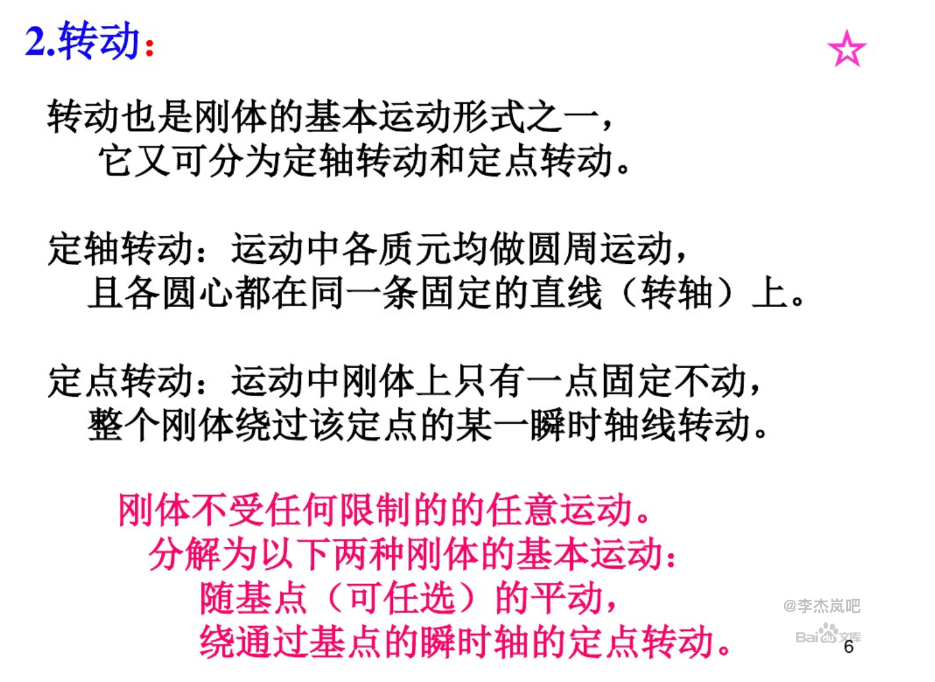 2.转动：
转动也是刚体的基本运动形式之一，
它又可分为定轴转动和定点转动。
定轴转动：运动中各质元均做圆周运动，
且各圆心都在同一条固定的直线（转轴）上。
定点转动：运动中刚体上只有一点固定不动，
整个刚体绕过该定点的某一瞬时轴线转动。
刚体不受任何限制的的任意运动。
分解为以下两种刚体的基本运动：
随基点（可任选）的平动，
绕通过基点的瞬时轴的定点转动。
@李杰岚吧
Bai 文库
6